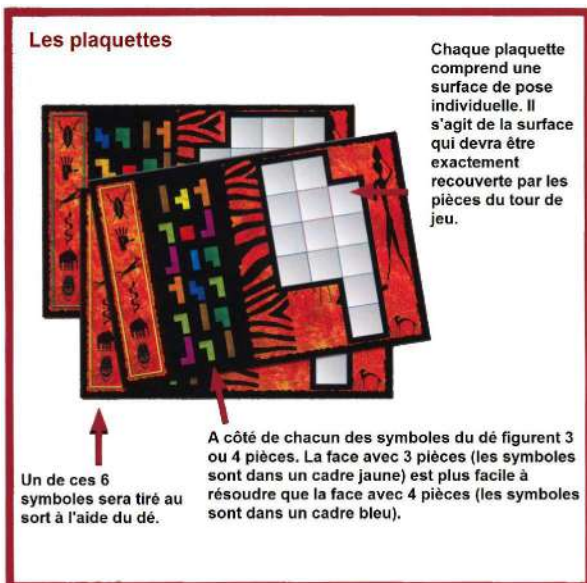 Les plaquettes
Chaque plaquette
comprend une
surface de pose
individuelle. Il
s'agit de la surface
qui devra être
exactement
recouverte par les
pièces du tour de
jeu.
A côté de chacun des symboles du dé figurent 3
ou 4 pièces. La face avec 3 pièces (les symboles
sont dans un cadre jaune) est plus facile à
résoudre que la face avec 4 pièces (les symboles
sont dans un cadre bleu).
Un de ces 6
symboles sera tiré au
sort à l'aide du dé.